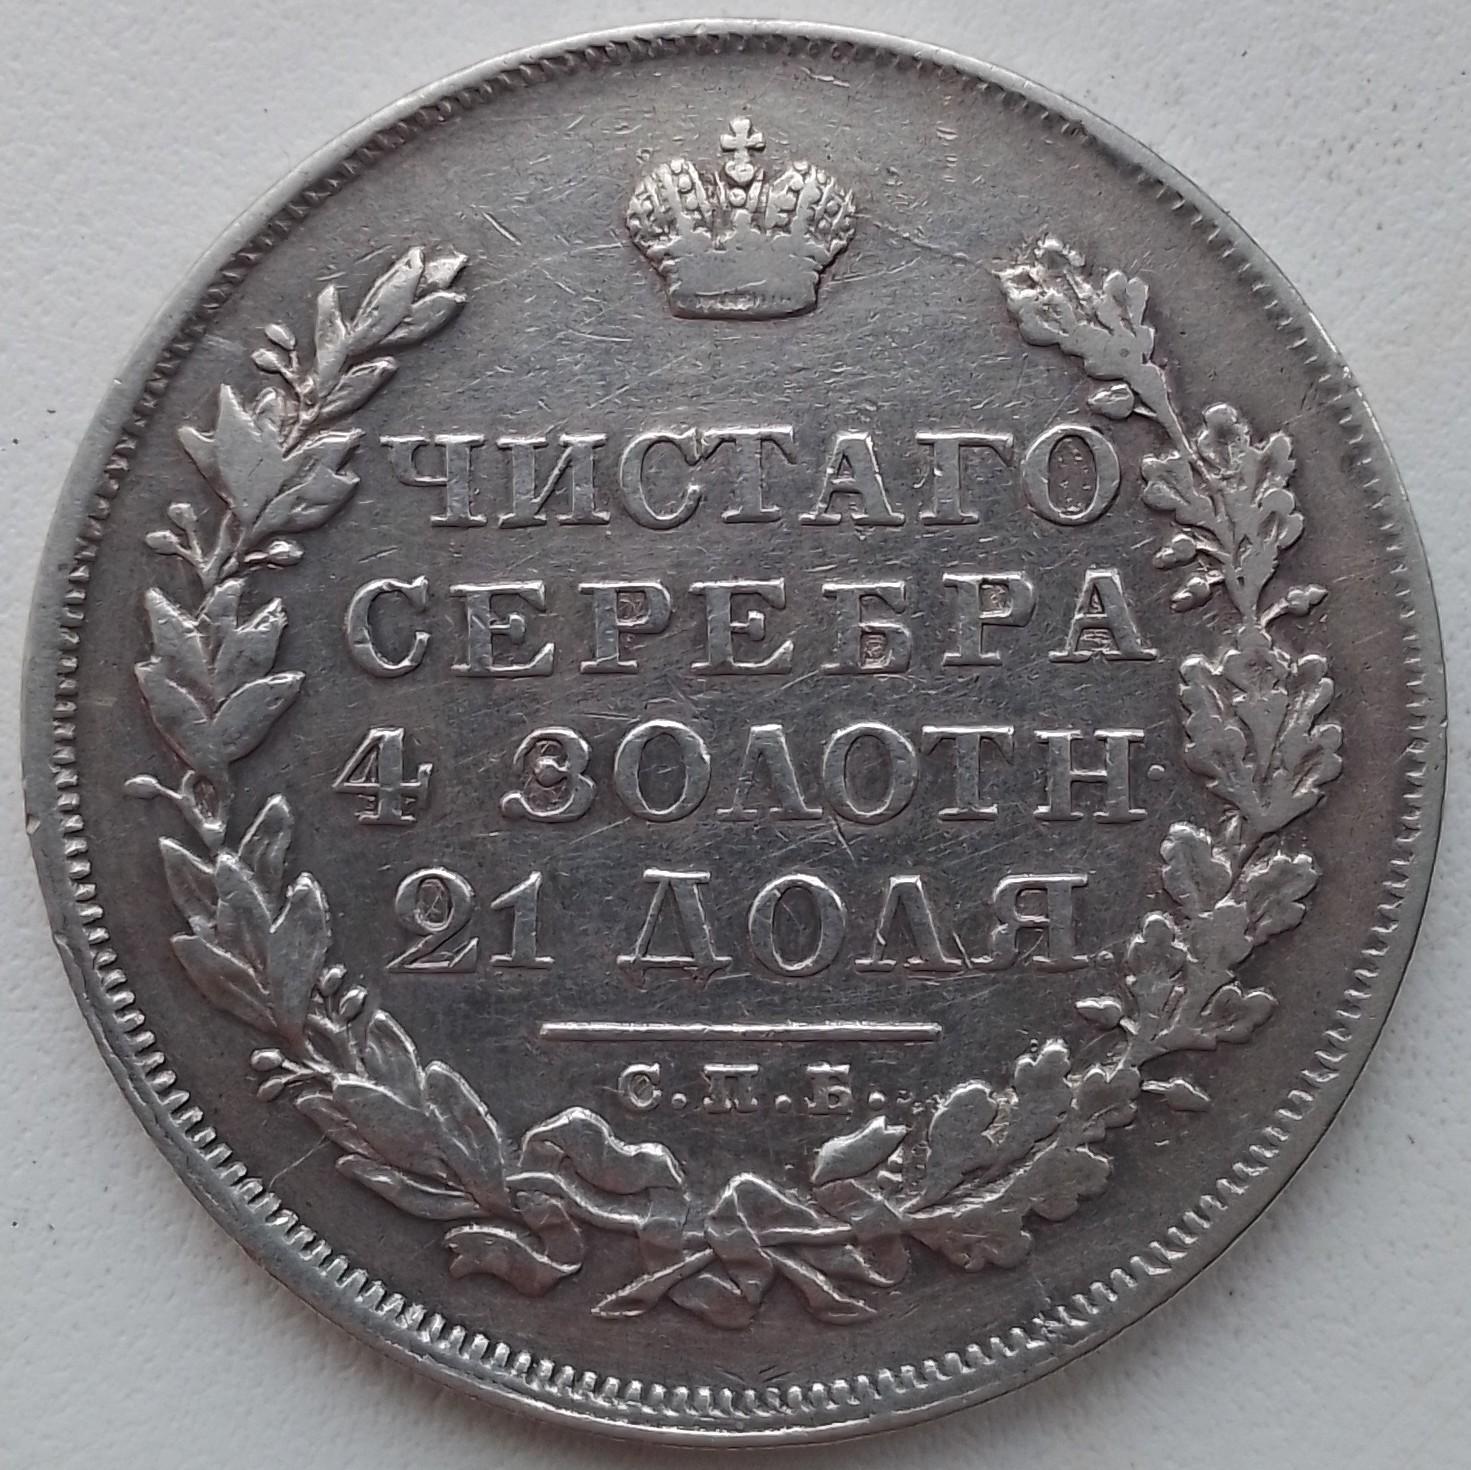 ЧИСТАГО
СЕРЕБРА
4 ЗОЛОТН.
21 ДОЛЯ.
С.П.Б.